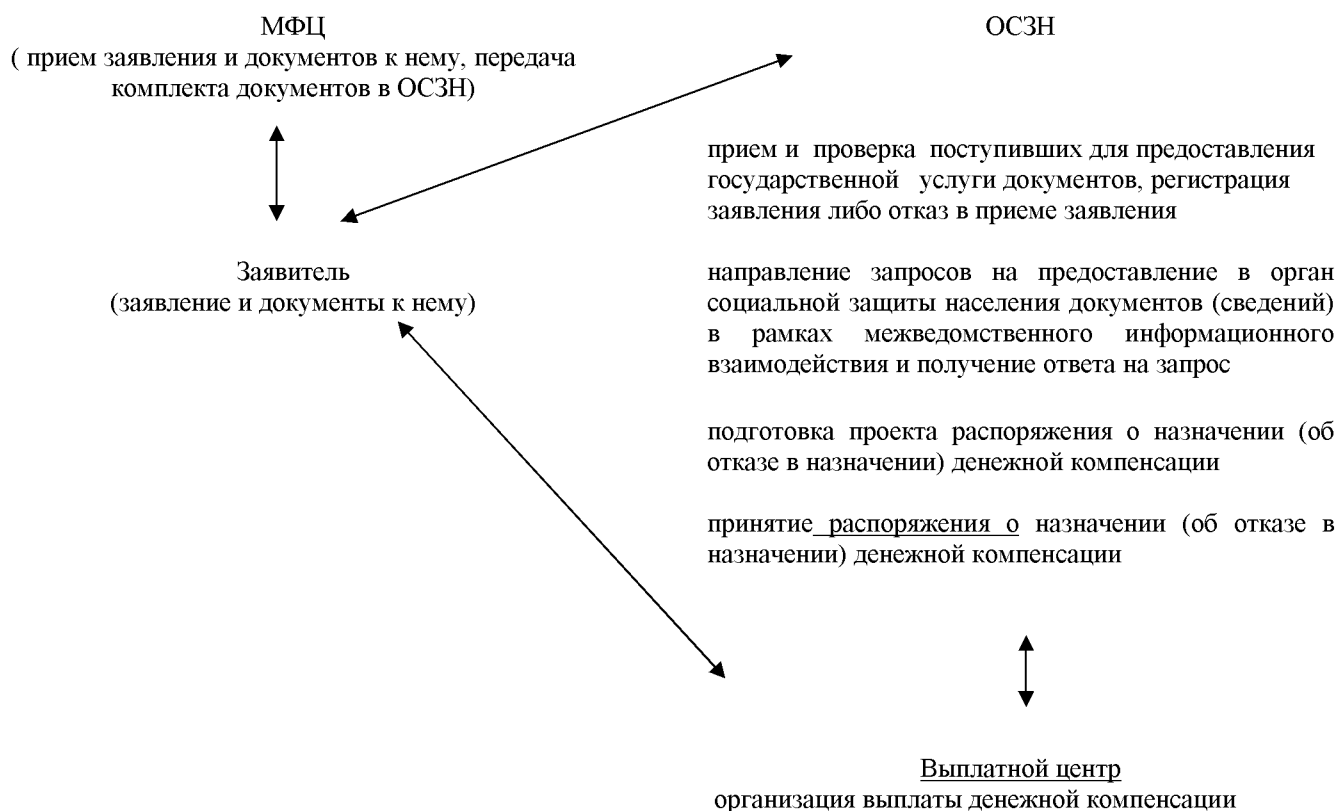 МФЦ
( прием заявления и документов к нему, передача
комплекта документов в ОСЗН)
Заявитель
(заявление и документы к нему)
ОСЗН
прием и проверка поступивших для предоставления
государственной услуги документов, регистрация
заявления либо отказ в приеме заявления
направление запросов на предоставление в орган
социальной защиты населения документов (сведений)
в рамках межведомственного информационного
взаимодействия и получение ответа на запрос
подготовка проекта распоряжения о назначении (об
отказе в назначении) денежной компенсации
принятие распоряжения о назначении (об отказе в
назначении) денежной компенсации
Выплатной центр
организация выплаты денежной компенсации